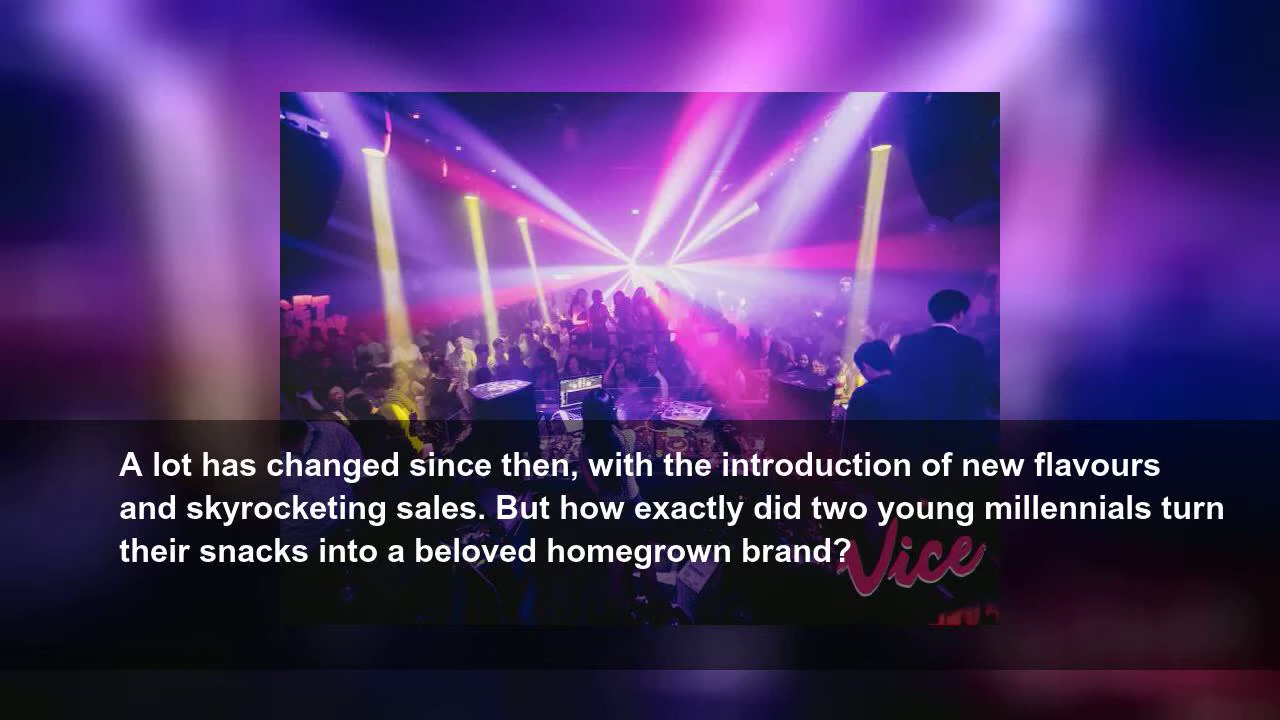 A lot has changed since then, with the introduction of new flavours
and skyrocketing sales. But how exactly did two young millennials turn
their snacks into a beloved homegrown brand?
Vice